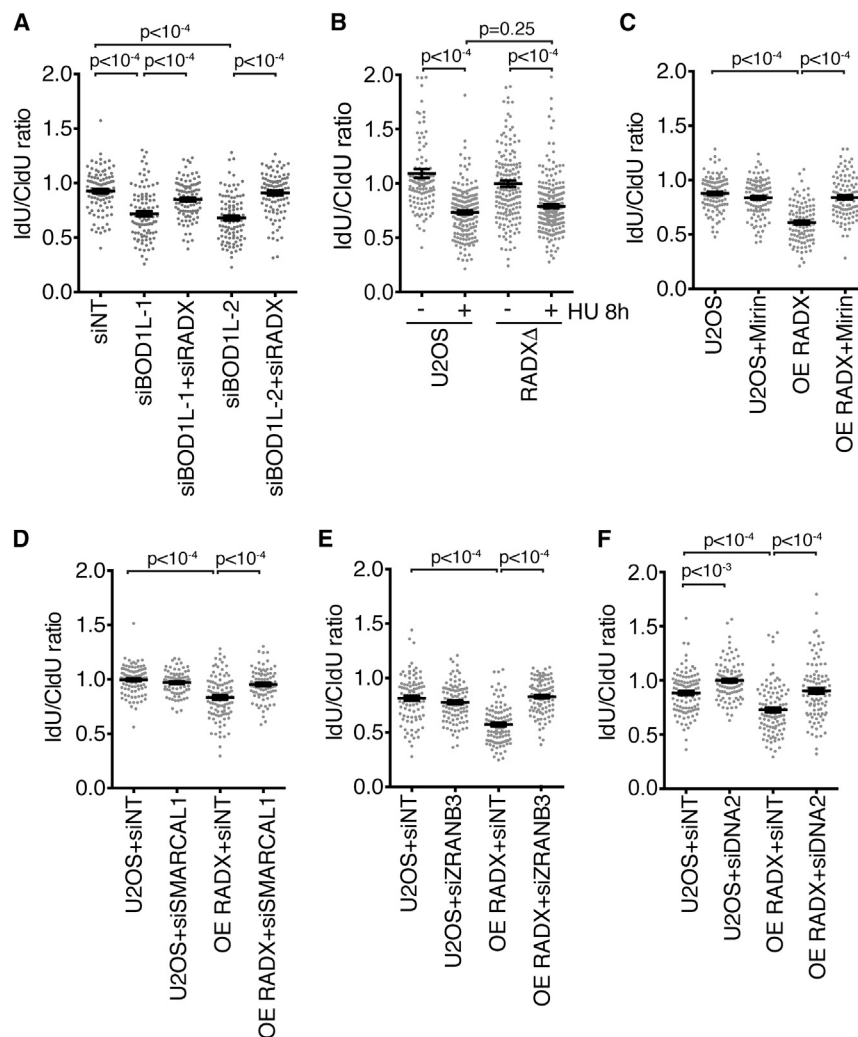 A
p<10-4
p<10-4 p<10-4 p<10-4
2.0
1.5
1.0
0.5
0.0
IdU/CldU ratio
siNT
siBOD1L-1
siBOD1L-1+siRADX
siBOD1L-2
siBOD1L-2+siRADX
B
p=0.25
p<10-4 p<10-4
2.0
1.5
1.0
0.5
0.0
IdU/CldU ratio
- + - + HU 8h
U2OS
RADXΔ
C
p<10-4 p<10-4
2.0
1.5
1.0
0.5
0.0
IdU/CldU ratio
U2OS
U2OS+Mirin
OE RADX
OE RADX+Mirin
D
p<10-4 p<10-4
2.0
1.5
1.0
0.5
0.0
IdU/CldU ratio
U2OS+siNT
U2OS+siSMARCAL1
OE RADX+siNT
OE RADX+siSMARCAL1
E
p<10-4 p<10-4
2.0
1.5
1.0
0.5
0.0
IdU/CldU ratio
U2OS+siNT
U2OS+siZRANB3
OE RADX+siNT
OE RADX+siZRANB3
F
p<10-4 p<10-4
p<10-3
2.0
1.5
1.0
0.5
0.0
IdU/CldU ratio
U2OS+siNT
U2OS+siDNA2
OE RADX+siNT
OE RADX+siDNA2